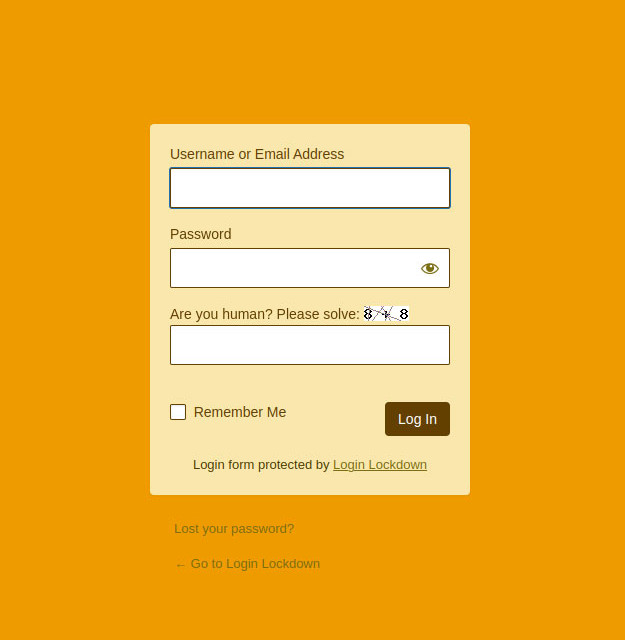 Username or Email Address
Password
Are you human? Please solve: 8 + 8
Remember Me
Log In
Login form protected by Login Lockdown
Lost your password?
← Go to Login Lockdown